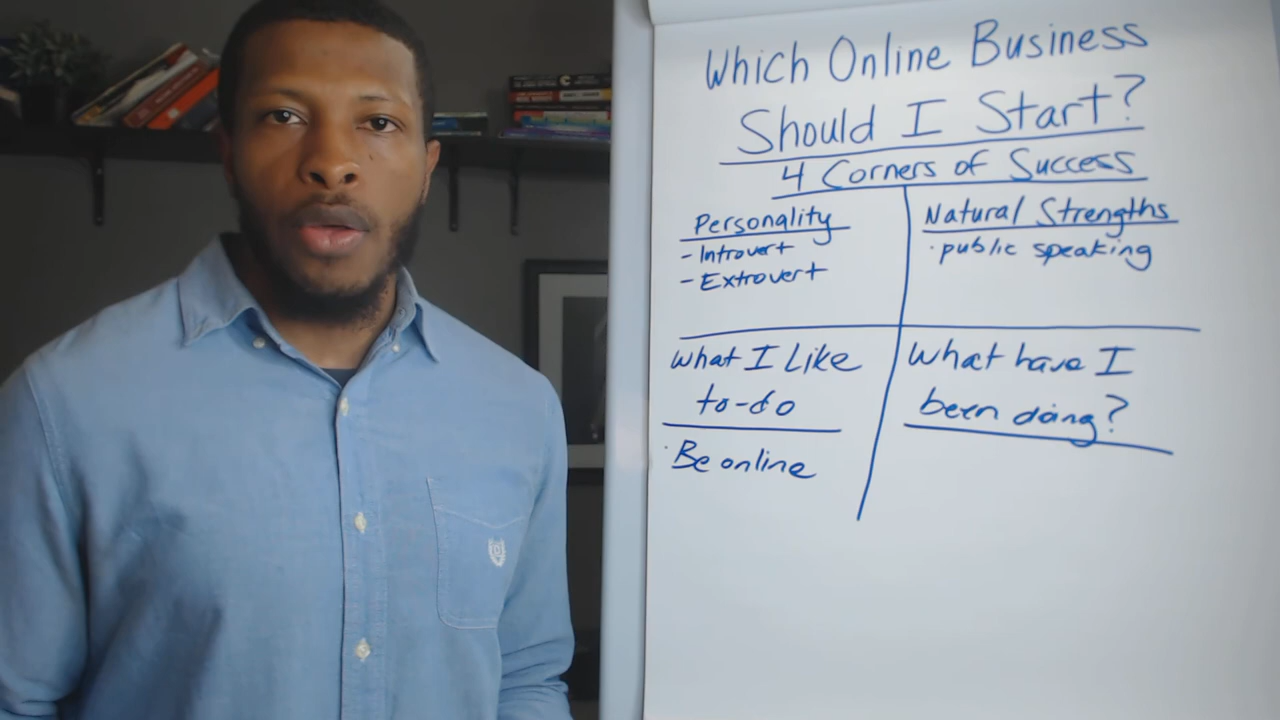 Which Online Business
Should I Start?
4 Corners of Success
Personality
- Introvert
- Extrovert
Natural Strengths
· public speaking
What I Like
to-do
· Be online
What have I
been doing?